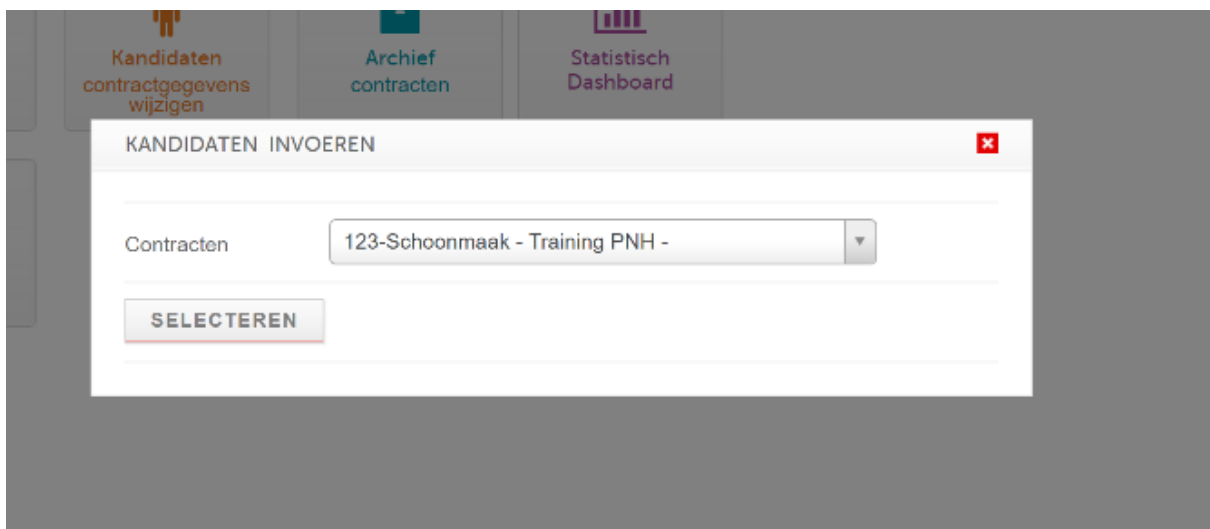 Kandidaten
contractgegevens
wijzigen
Archief
contracten
Statistisch
Dashboard
KANDIDATEN INVOEREN
Contracten
123-Schoonmaak - Training PNH -
SELECTEREN